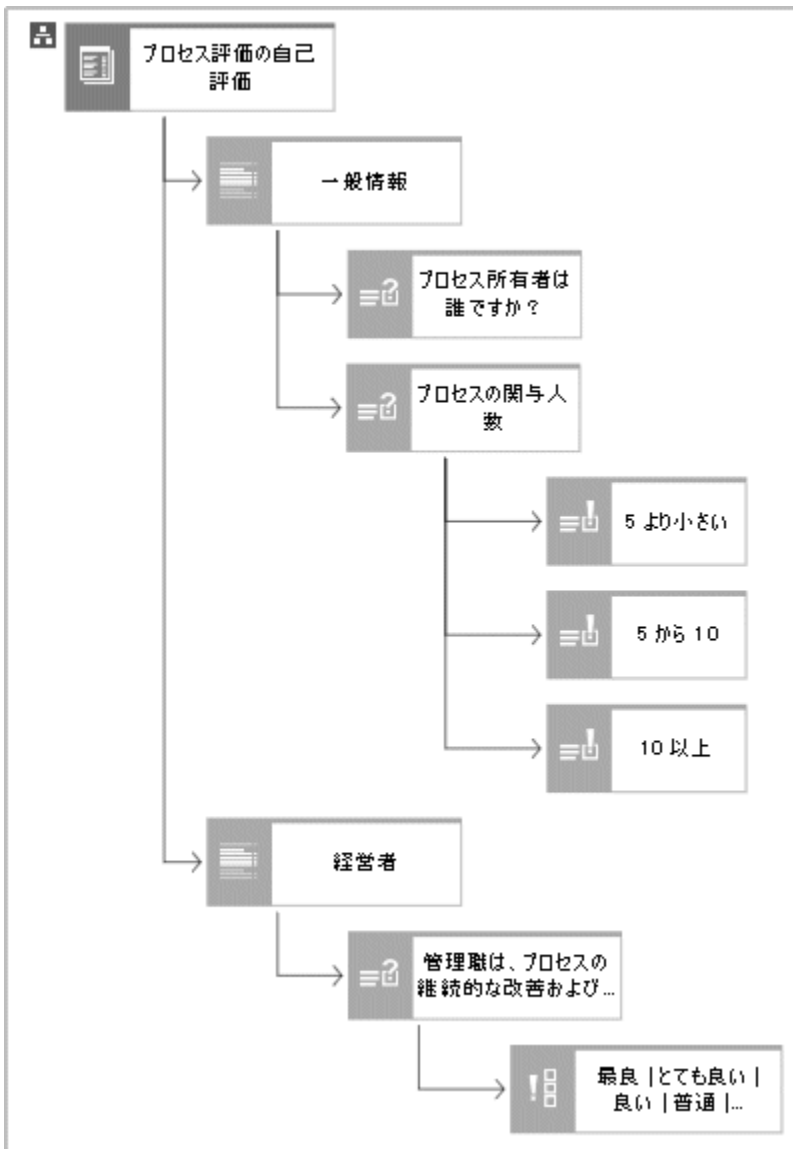 プロセス評価の自己
評価
一般情報
プロセス所有者は
誰ですか？
プロセスの関与人
数
5 より小さい
5 から 10
10 以上
経営者
管理職は、プロセスの
継続的な改善および...
最良 |とても良い |
良い | 普通 |...